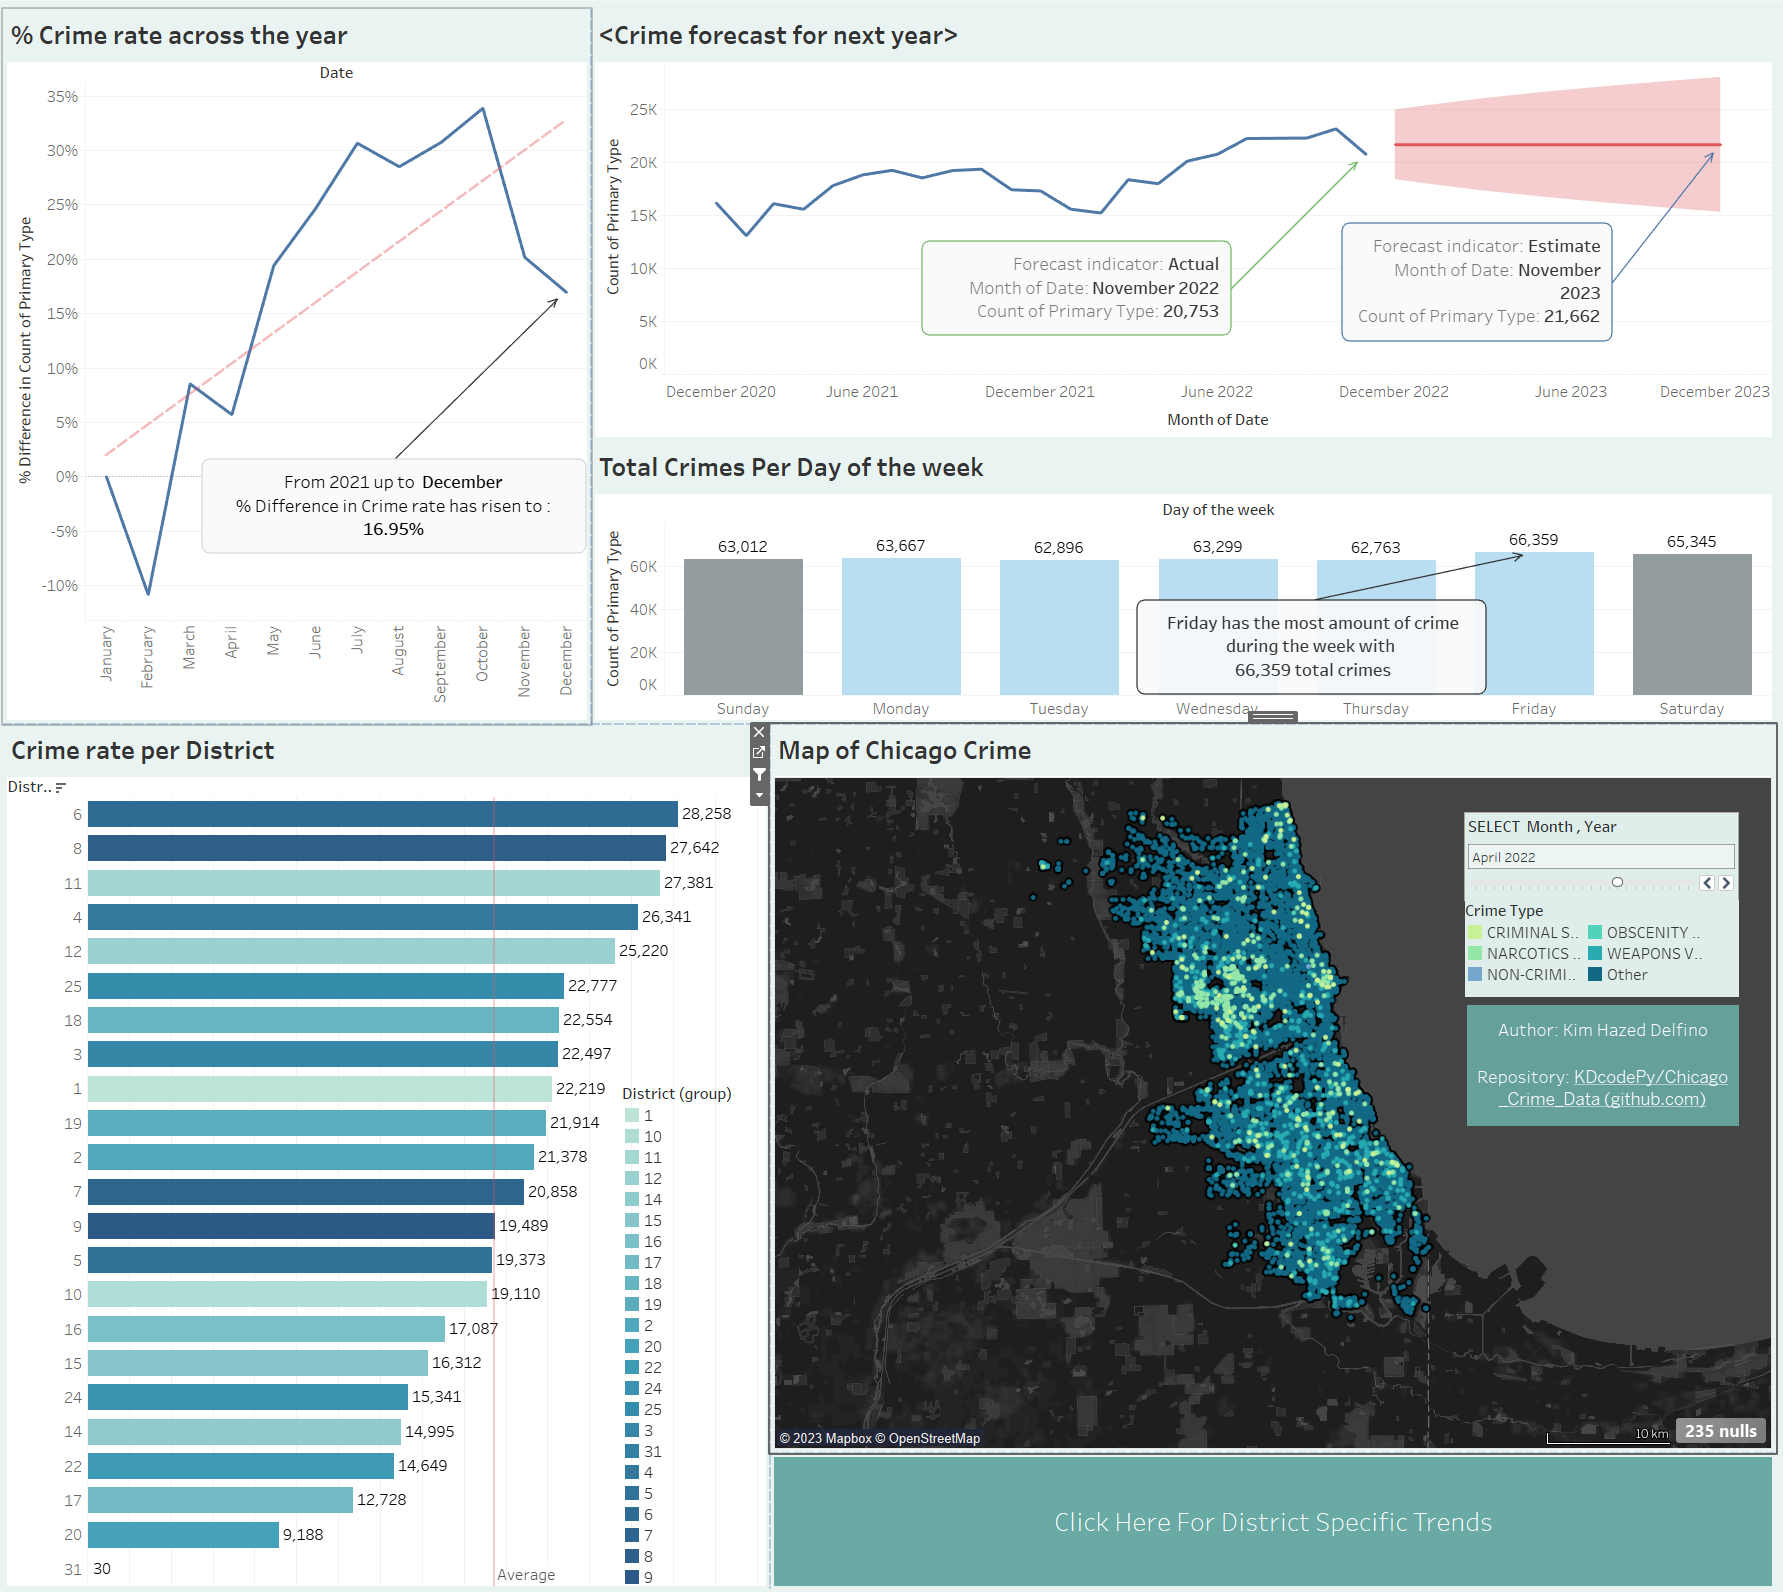 % Crime rate across the year
Date
35%
30%
25%
20%
15%
10%
5%
0%
-5%
-10%
% Difference in Count of Primary Type
From 2021 up to December
% Difference in Crime rate has risen to :
16.95%
January
February
March
April
May
June
July
August
September
October
November
December
<Crime forecast for next year>
25K
20K
15K
10K
5K
0K
Count of Primary Type
Forecast indicator: Actual
Month of Date: November 2022
Count of Primary Type: 20,753
Forecast indicator: Estimate
Month of Date: November
2023
Count of Primary Type: 21,662
December 2020
June 2021
December 2021
June 2022
December 2022
June 2023
December 2023
Month of Date
Total Crimes Per Day of the week
Day of the week
Count of Primary Type
60K
40K
20K
0K
63,012
63,667
62,896
63,299
62,763
66,359
65,345
Friday has the most amount of crime
during the week with
66,359 total crimes
Sunday
Monday
Tuesday
Wednesday
Thursday
Friday
Saturday
Crime rate per District
Distr..
6 28,258
8 27,642
11 27,381
4 26,341
12 25,220
25 22,777
18 22,554
3 22,497
1 22,219
19 21,914
2 21,378
7 20,858
9 19,489
5 19,373
10 19,110
16 17,087
15 16,312
24 15,341
14 14,995
22 14,649
17 12,728
20 9,188
31 30
Average
District (group)
1
10
11
12
14
15
16
17
18
19
2
20
22
24
25
3
31
4
5
6
7
8
9
Map of Chicago Crime
SELECT Month , Year
April 2022
Crime Type
CRIMINAL S.. OBSCENITY ..
NARCOTICS .. WEAPONS V..
NON-CRIMI.. Other
Author: Kim Hazed Delfino
Repository: KDcodePy/Chicago
_Crime_Data (github.com)
© 2023 Mapbox © OpenStreetMap
10 km
235 nulls
Click Here For District Specific Trends